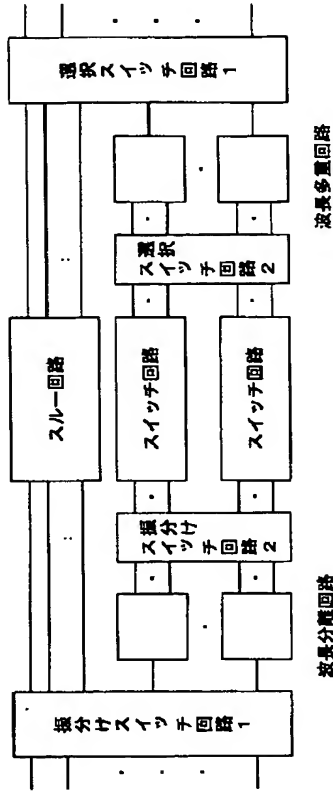 振分けスイッチ回路1
波長分離回路
振分け
スイッチ回路2
スルー回路
スイッチ回路
スイッチ回路
選択
スイッチ回路2
波長多重回路
選択スイッチ回路1